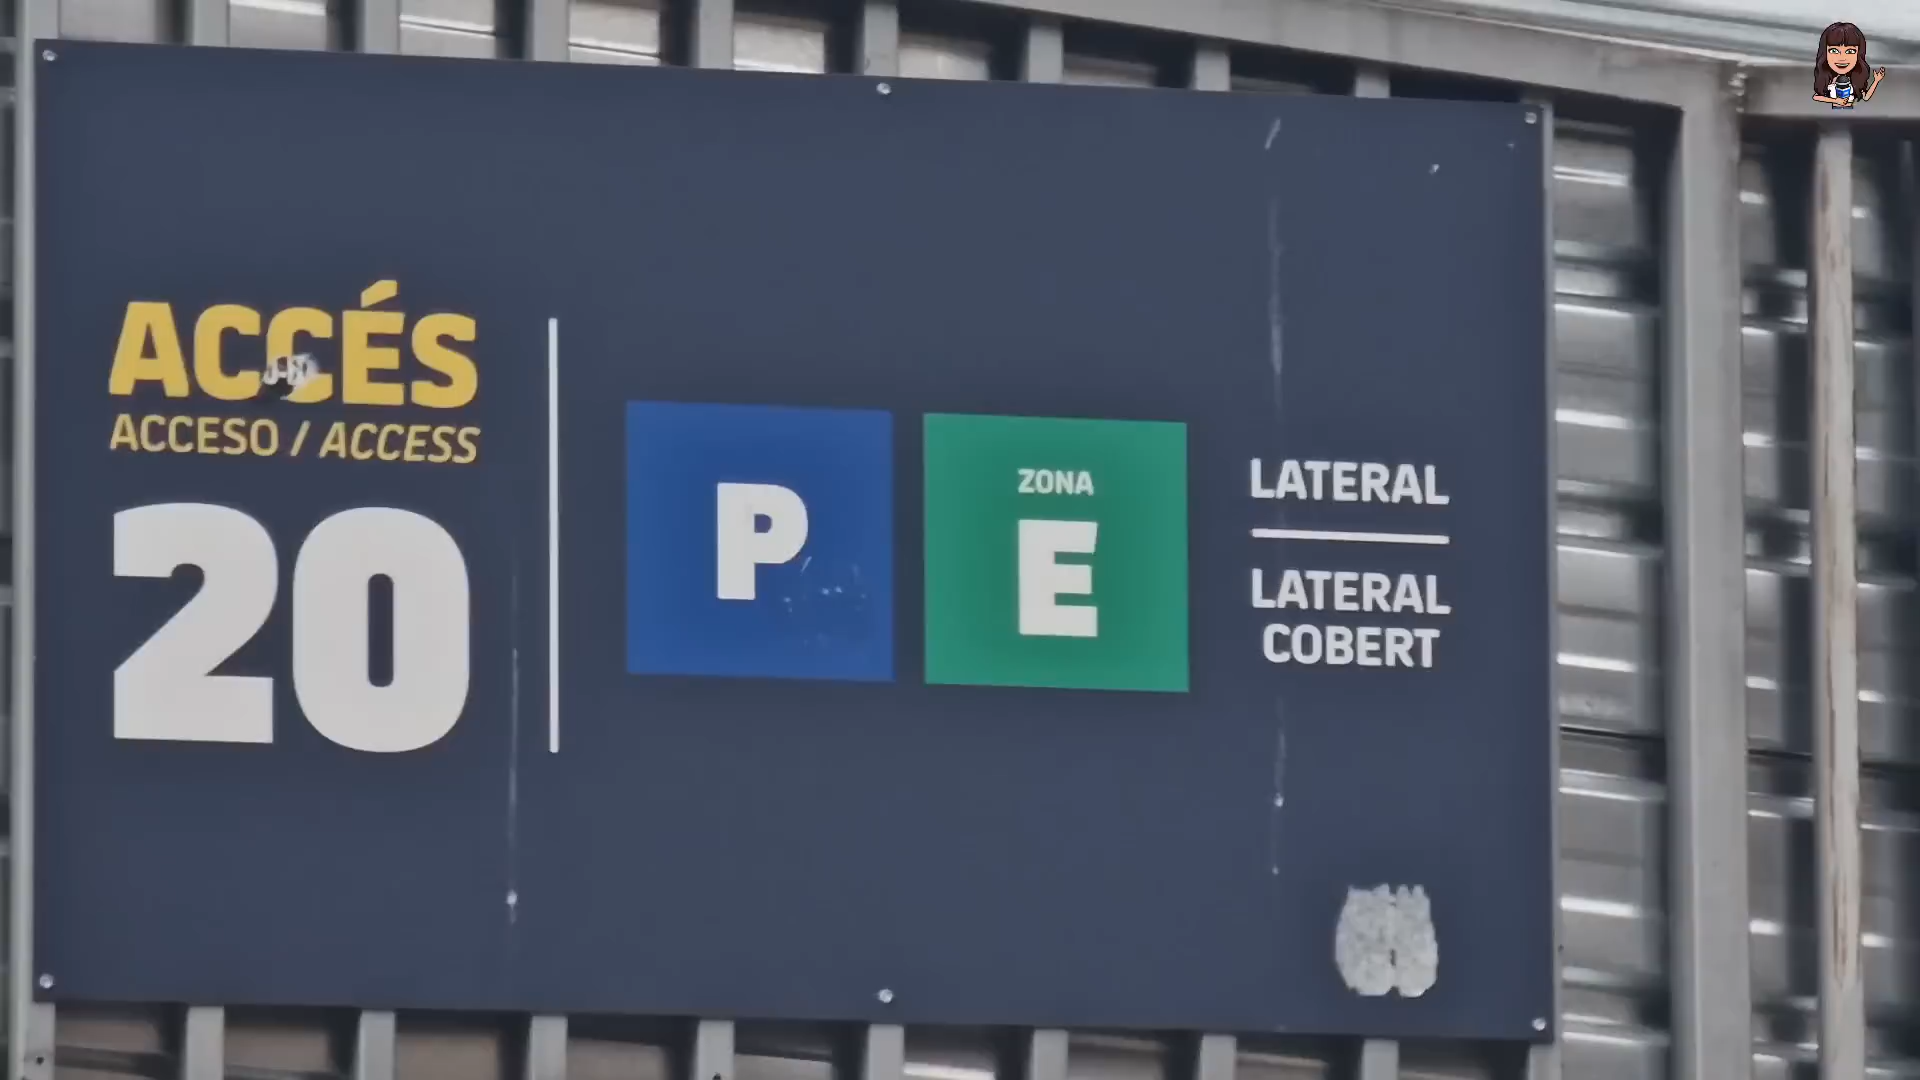 ACCÉS
ACCESO / ACCESS
20
P
ZONA
E
LATERAL
LATERAL
COBERT